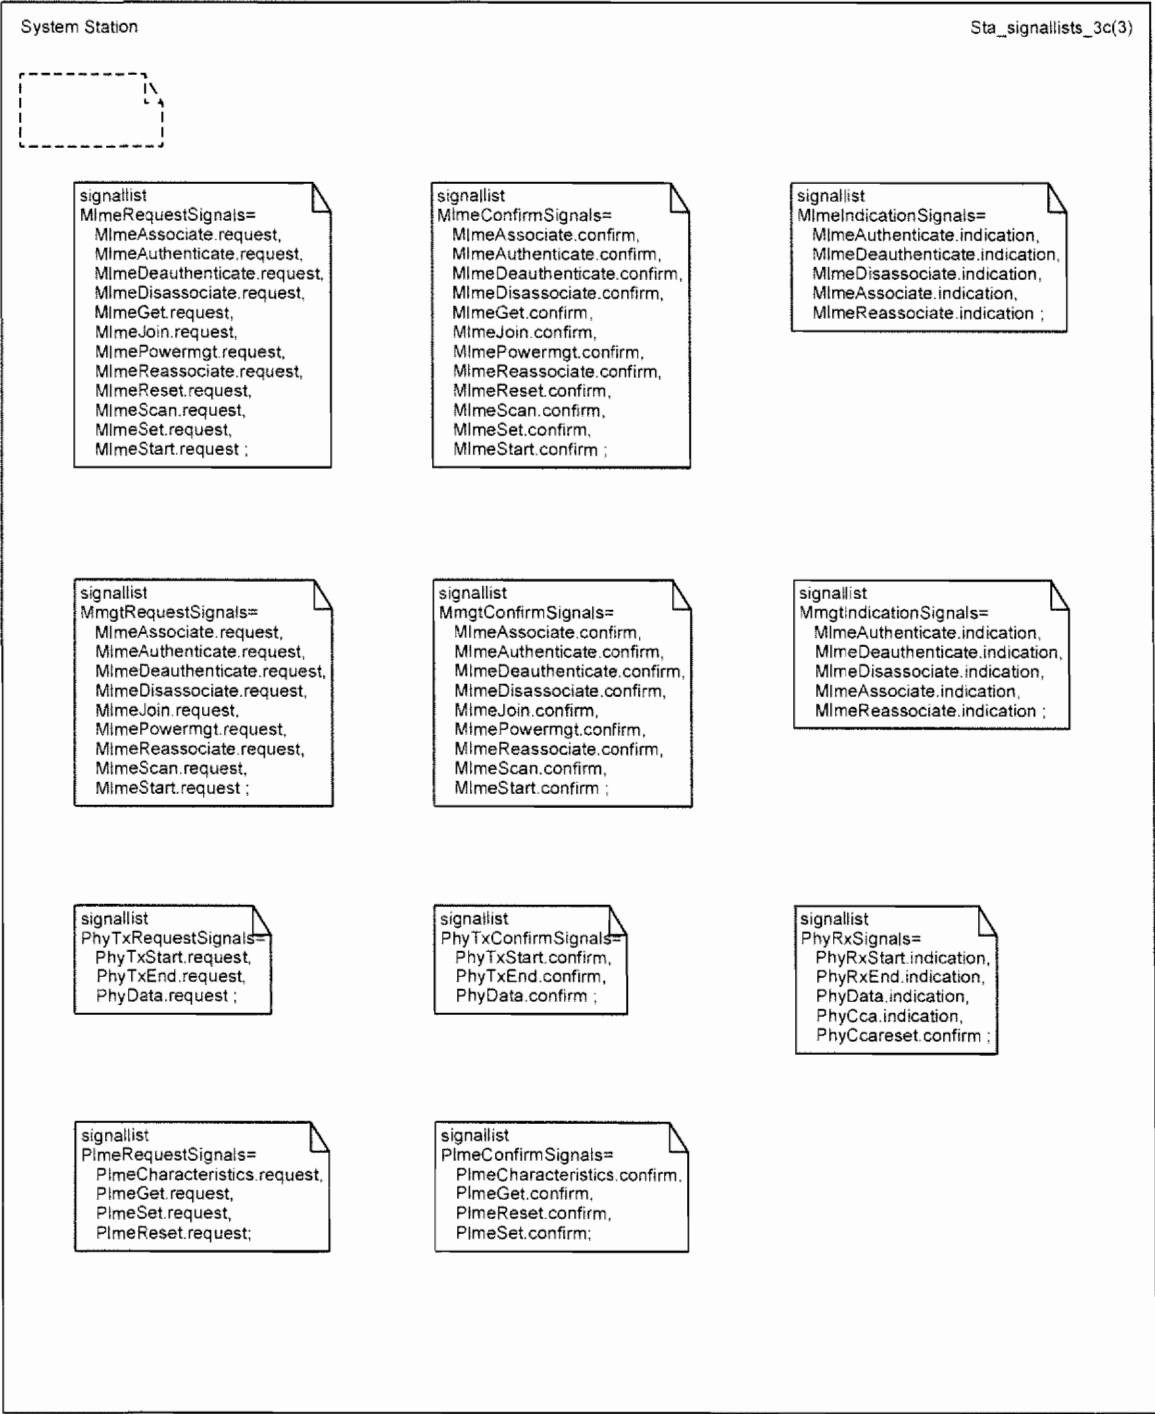 System Station
Sta_signallists_3c(3)
signallist
MlmeRequestSignals=
MlmeAssociate.request,
MlmeAuthenticate.request,
MlmeDeauthenticate.request,
MlmeDisassociate.request,
MlmeGet.request,
MlmeJoin.request,
MlmePowermgt.request,
MlmeReassociate.request,
MlmeReset.request,
MlmeScan.request,
MlmeSet.request,
MlmeStart.request ;
signallist
MlmeConfirmSignals=
MlmeAssociate.confirm,
MlmeAuthenticate.confirm,
MlmeDeauthenticate.confirm,
MlmeDisassociate.confirm,
MlmeGet.confirm,
MlmeJoin.confirm,
MlmePowermgt.confirm,
MlmeReassociate.confirm,
MlmeReset.confirm,
MlmeScan.confirm,
MlmeSet.confirm,
MlmeStart.confirm ;
signallist
MlmeIndicationSignals=
MlmeAuthenticate.indication,
MlmeDeauthenticate.indication,
MlmeDisassociate.indication,
MlmeAssociate.indication,
MlmeReassociate.indication ;
signallist
MmgtRequestSignals=
MlmeAssociate.request,
MlmeAuthenticate.request,
MlmeDeauthenticate.request,
MlmeDisassociate.request,
MlmeJoin.request,
MlmePowermgt.request,
MlmeReassociate.request,
MlmeScan.request,
MlmeStart.request ;
signallist
MmgtConfirmSignals=
MlmeAssociate.confirm,
MlmeAuthenticate.confirm,
MlmeDeauthenticate.confirm,
MlmeDisassociate.confirm,
MlmeJoin.confirm,
MlmePowermgt.confirm,
MlmeReassociate.confirm,
MlmeScan.confirm,
MlmeStart.confirm ;
signallist
MmgtIndicationSignals=
MlmeAuthenticate.indication,
MlmeDeauthenticate.indication,
MlmeDisassociate.indication,
MlmeAssociate.indication,
MlmeReassociate.indication ;
signallist
PhyTxRequestSignals=
PhyTxStart.request,
PhyTxEnd.request,
PhyData.request ;
signallist
PhyTxConfirmSignals=
PhyTxStart.confirm,
PhyTxEnd.confirm,
PhyData.confirm ;
signallist
PhyRxSignals=
PhyRxStart.indication,
PhyRxEnd.indication,
PhyData.indication,
PhyCca.indication,
PhyCcareset.confirm ;
signallist
PlmeRequestSignals=
PlmeCharacteristics.request,
PlmeGet.request,
PlmeSet.request,
PlmeReset.request;
signallist
PlmeConfirmSignals=
PlmeCharacteristics.confirm,
PlmeGet.confirm,
PlmeReset.confirm,
PlmeSet.confirm;